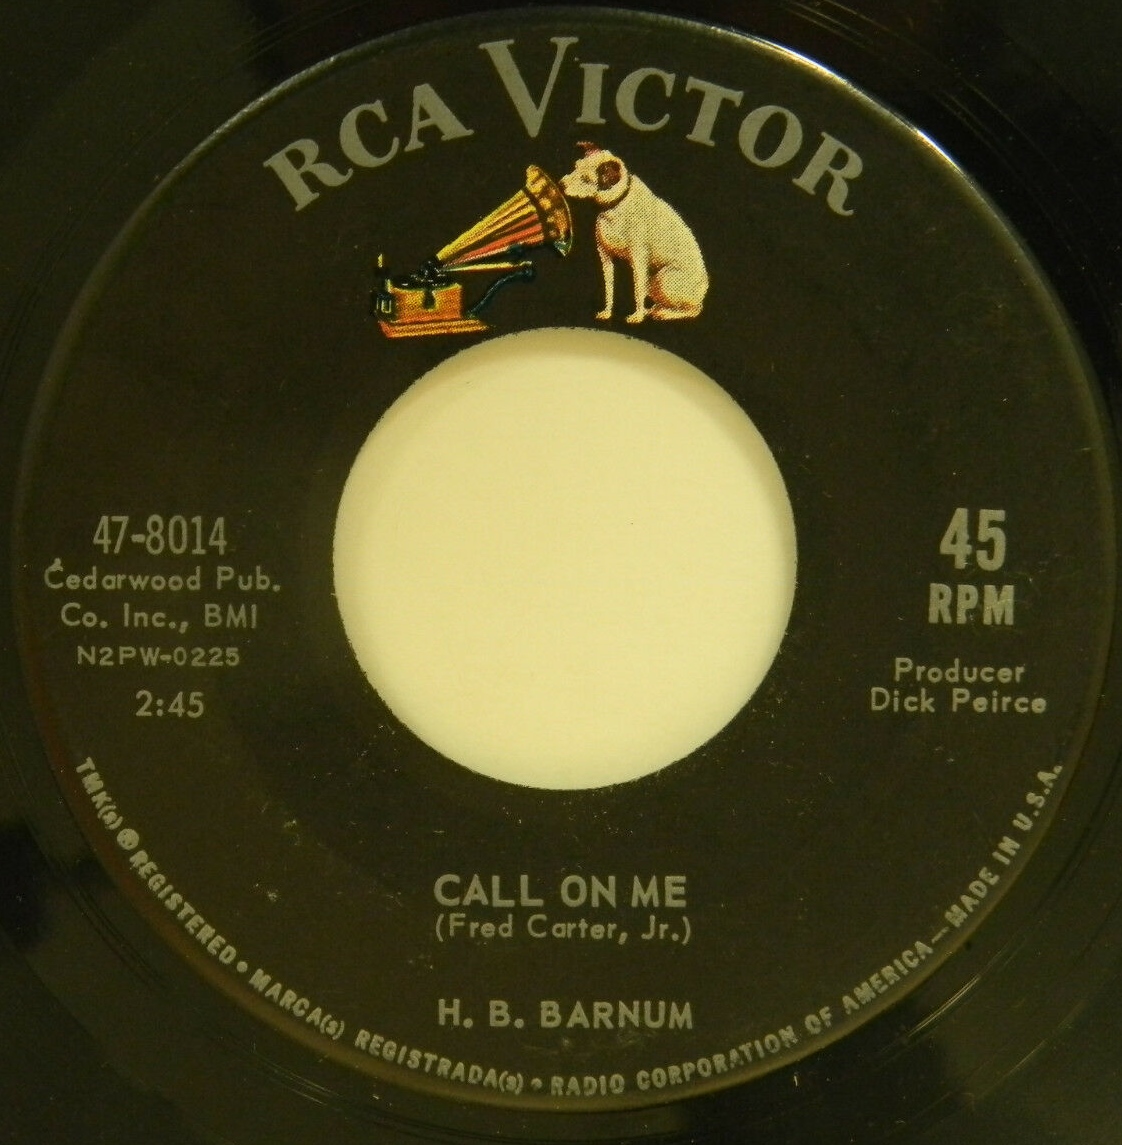 RCA VICTOR
47-8014
Cedarwood Pub.
Co. Inc., BMI
N2PW-0225
2:45
45
RPM
Producer
Dick Peirce
CALL ON ME
(Fred Carter, Jr.)
H. B. BARNUM
TMK(s) ® REGISTERED • MARCA(s) REGISTRADA(s) • RADIO CORPORATION OF AMERICA—MADE IN U.S.A.